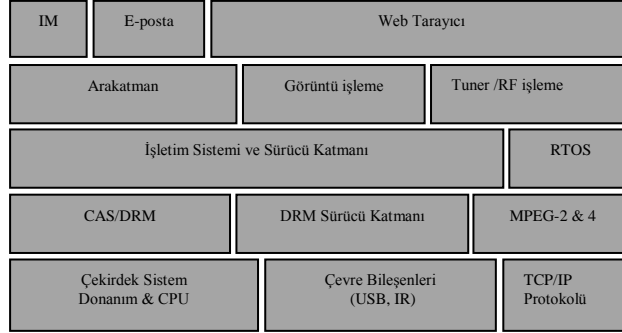 IM
E-posta
Web Tarayıcı
Arakatman
Görüntü işleme
Tuner /RF işleme
İşletim Sistemi ve Sürücü Katmanı
RTOS
CAS/DRM
DRM Sürücü Katmanı
MPEG-2 & 4
Çekirdek Sistem
Donanım & CPU
Çevre Bileşenleri
(USB, IR)
TCP/IP
Protokolü